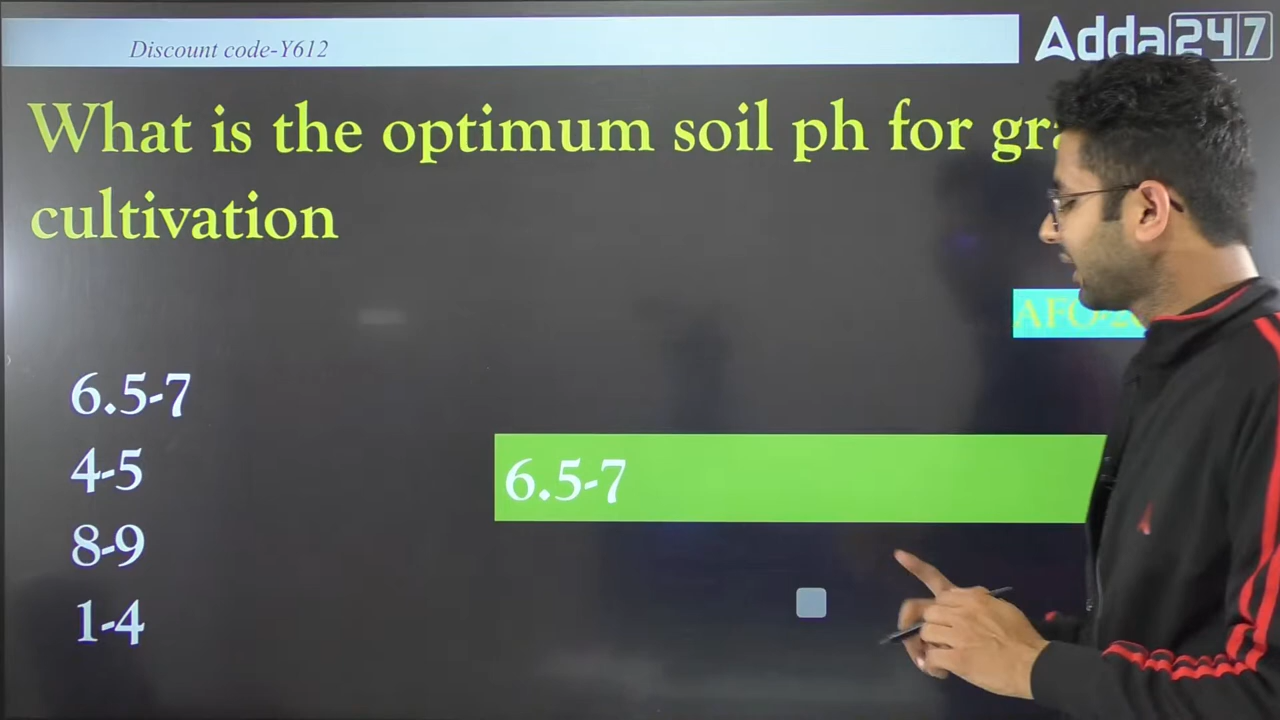 Discount code-Y612
Adda247
What is the optimum soil ph for
cultivation
6.5-7
4-5
6.5-7
8-9
1-4